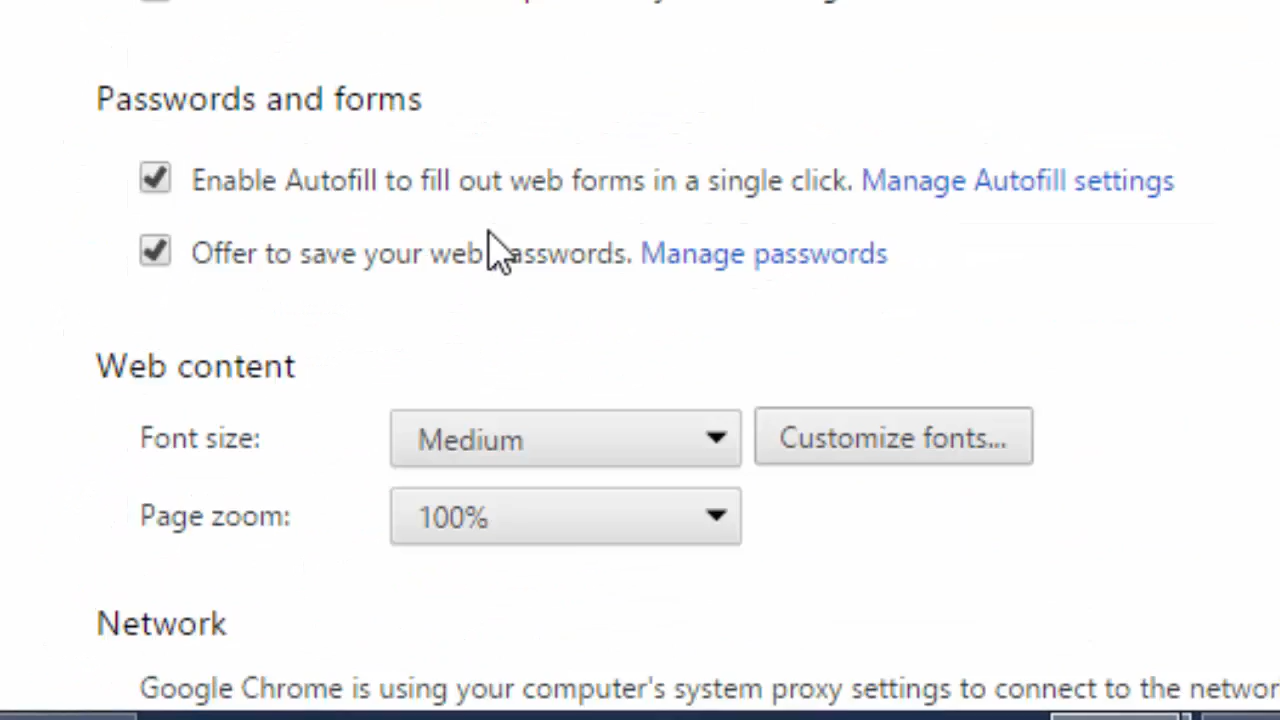 Passwords and forms
Enable Autofill to fill out web forms in a single click. Manage Autofill settings
Offer to save your web passwords. Manage passwords
Web content
Font size: Medium Customize fonts...
Page zoom: 100%
Network
Google Chrome is using your computer's system proxy settings to connect to the